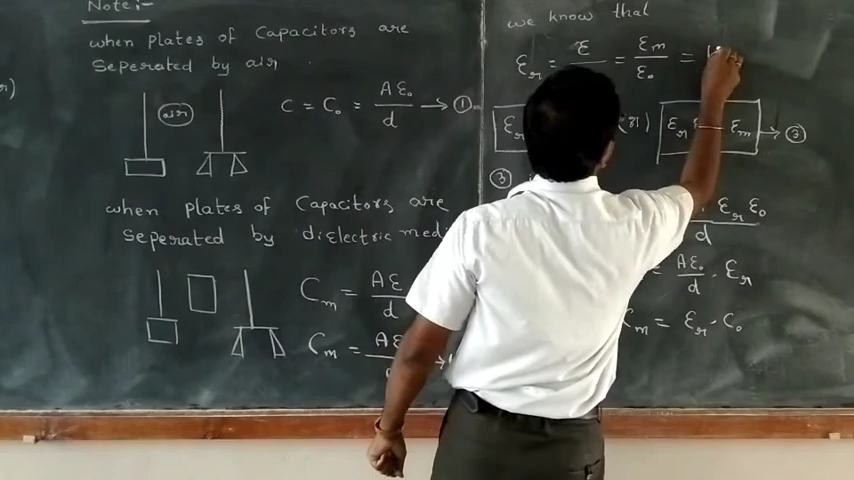 Note:-
when plates of Capacitors are
Seperated by air
air
C = C₀ = Aε₀/d → ①
when plates of Capacitors are
Seperated by dielectric medi
Cₘ = Aε/d
Cₘ = Aε
we know that
εᵣ = ε/ = εₘ/ε₀ =
εᵣ (or) εᵣ εₘ → ③
③
εᵣ ε₀/d
= Aε₀/d · εᵣ
Cₘ = εᵣ · C₀